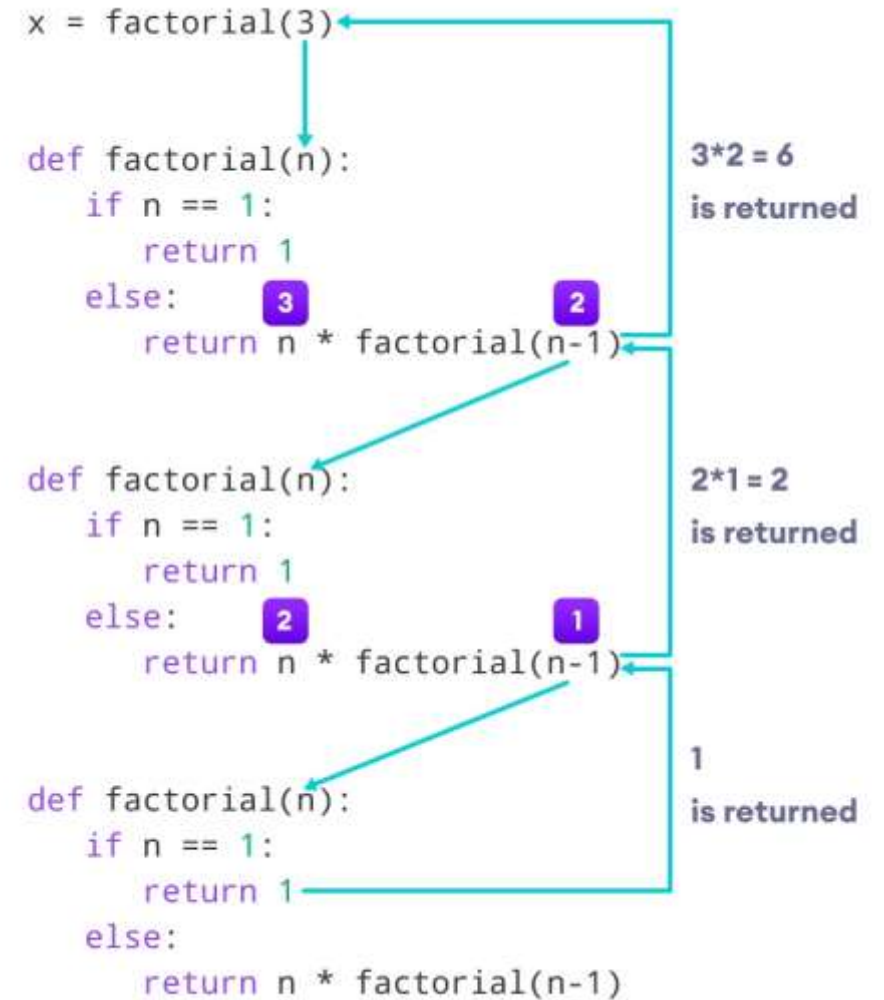 x = factorial(3)
def factorial(n):
3*2 = 6
if n == 1:
is returned
return 1
else:
3
2
return n * factorial(n-1)
def factorial(n):
2*1 = 2
if n == 1:
is returned
return 1
else:
2
1
return n * factorial(n-1)
1
def factorial(n):
is returned
if n == 1:
return 1
else:
return n * factorial(n-1)